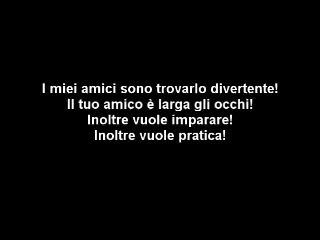 I miei amici sono trovarlo divertente!
Il tuo amico è larga gli occhi!
Inoltre vuole imparare!
Inoltre vuole pratica!